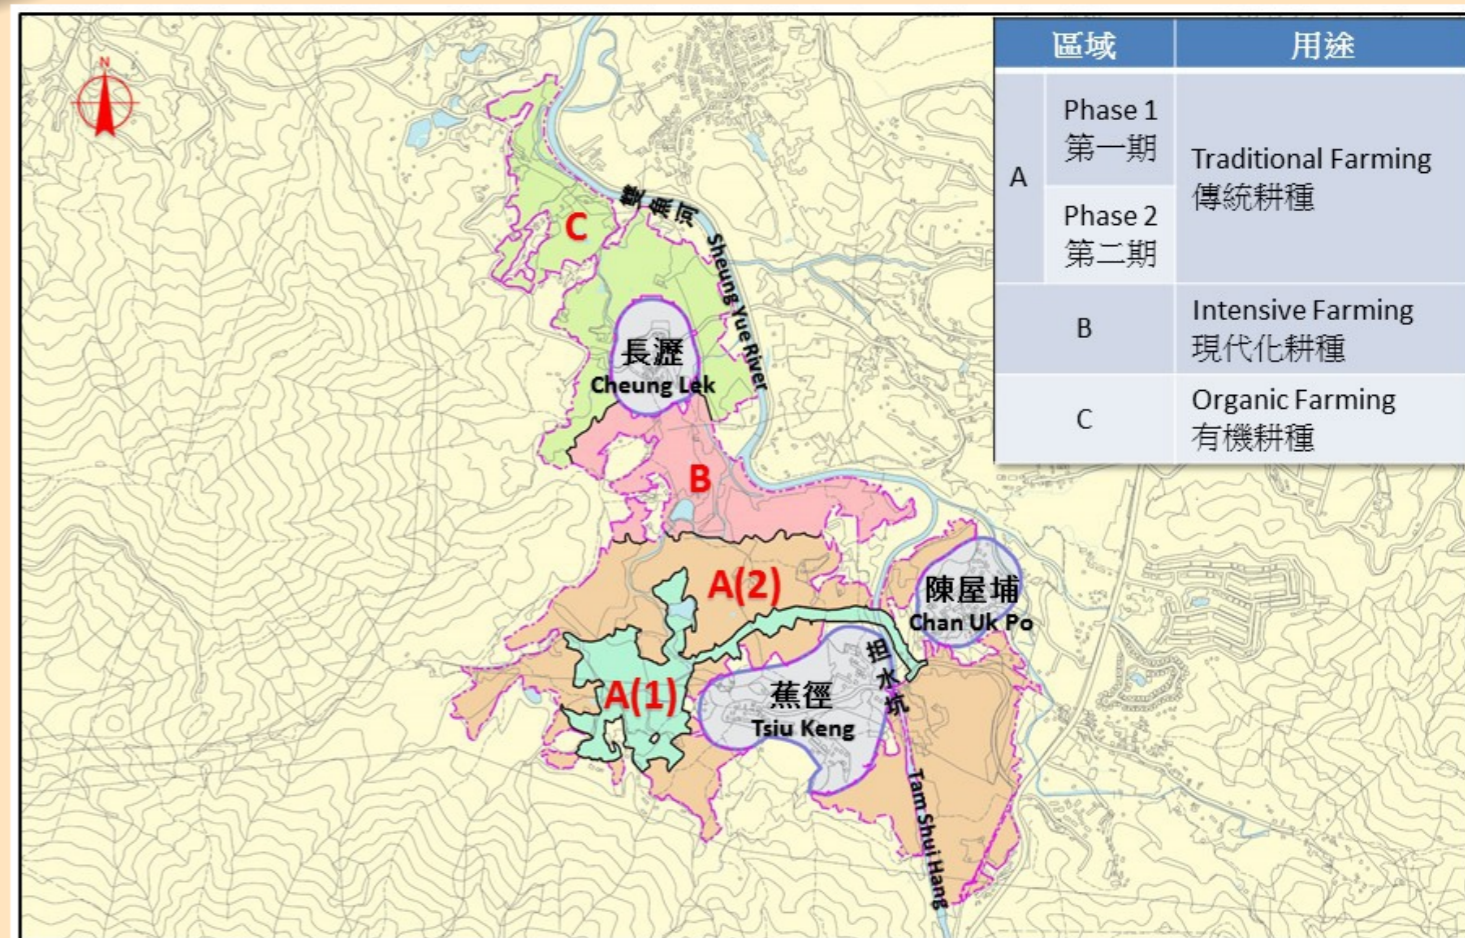 N
區域
用途
A
Phase 1
第一期
Traditional Farming
傳統耕種
Phase 2
第二期
B
Intensive Farming
現代化耕種
C
Organic Farming
有機耕種
C
雙魚河
Sheung Yue River
長瀝
Cheung Lek
B
A(2)
陳屋埔
Chan Uk Po
A(1)
蕉徑
Tsiu Keng
担水坑
Tam Shui Hang